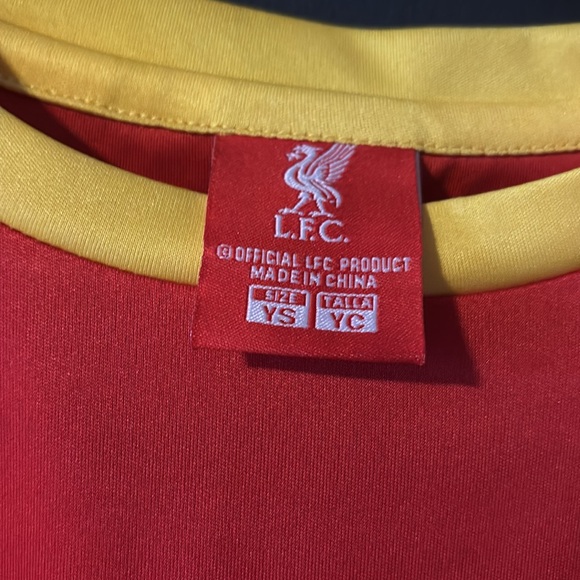 L.F.C.
© OFFICIAL LFC PRODUCT
MADE IN CHINA
SIZE TALLA
YS YC